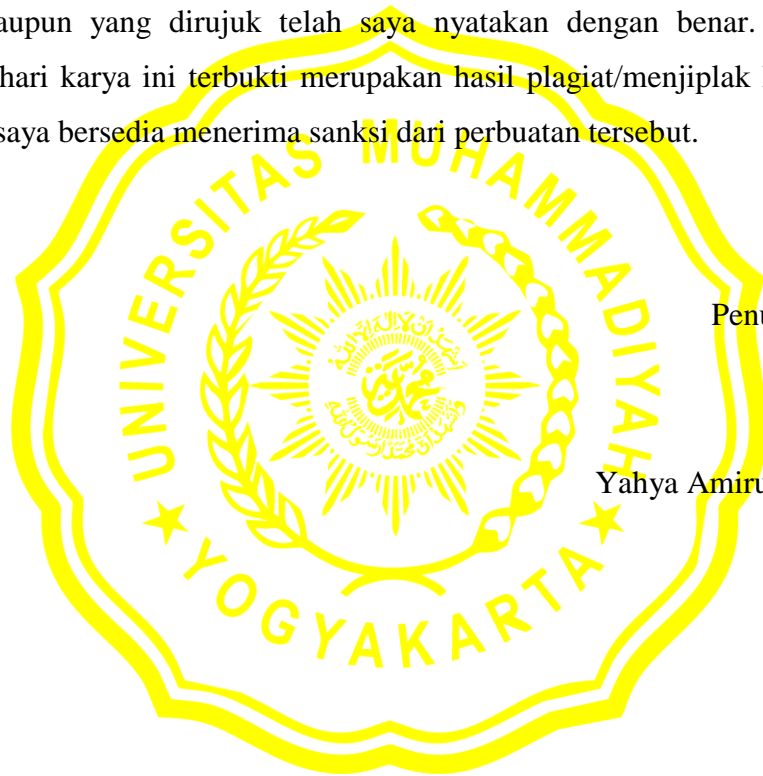 aupun yang dirujuk telah saya nyatakan dengan benar.
hari karya ini terbukti merupakan hasil plagiat/menjiplak
saya bersedia menerima sanksi dari perbuatan tersebut.
UNIVERSITAS MUHAMMADIYAH
Penu
Yahya Amiru
YOGYAKARTA